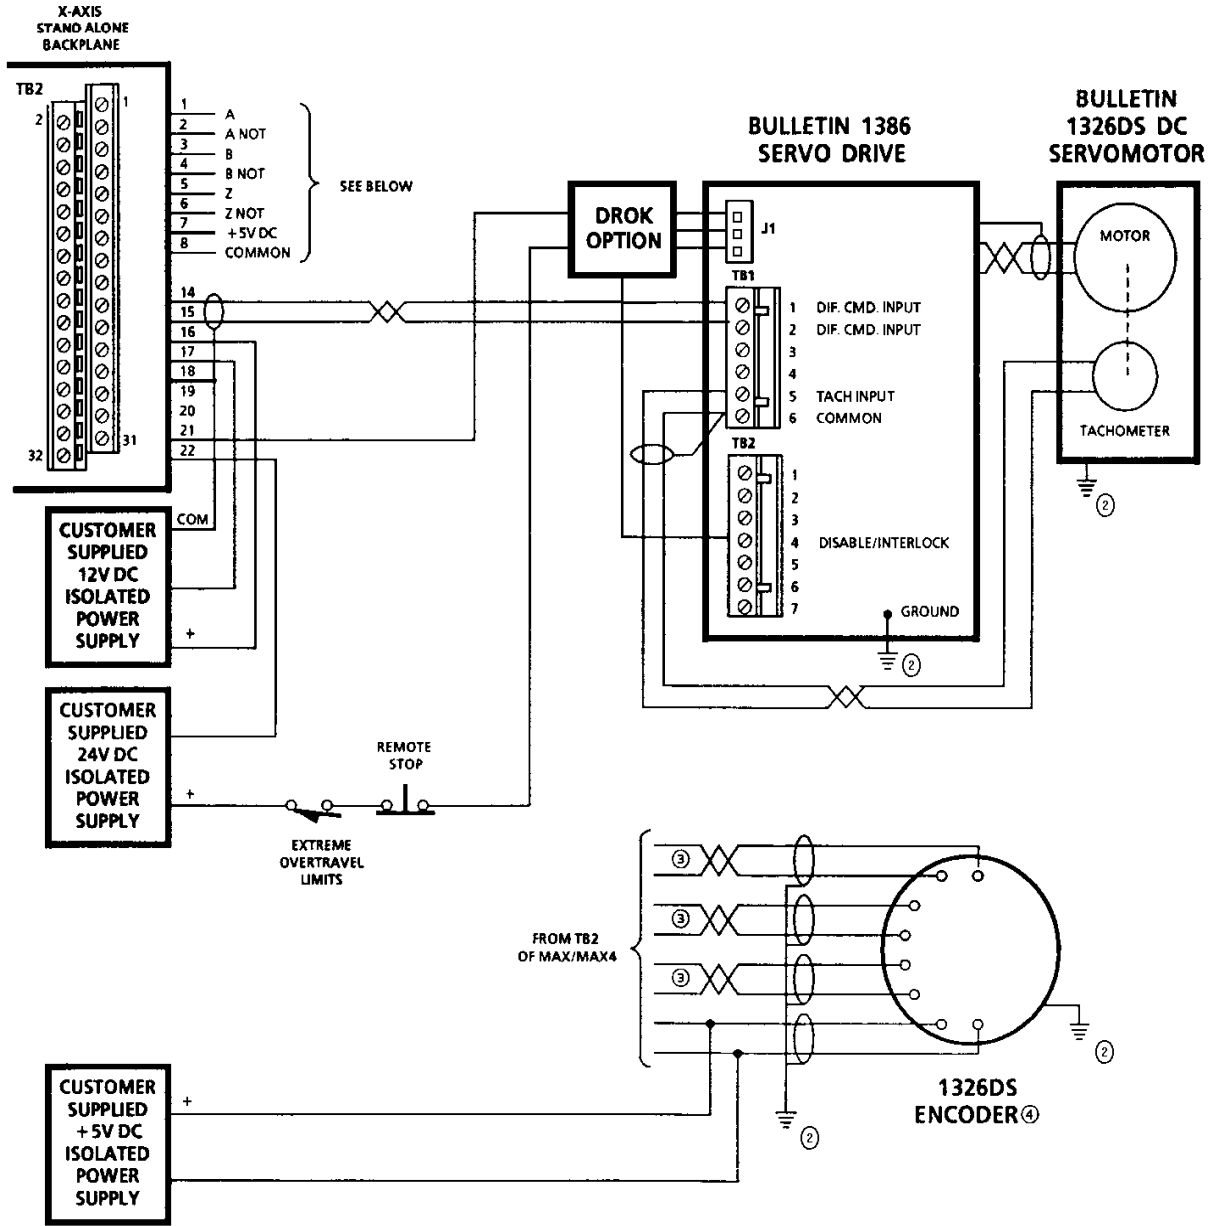 X-AXIS
STAND ALONE
BACKPLANE
TB2
1
2
31
32
1
A
2
A NOT
3
B
4
B NOT
5
Z
6
Z NOT
7
+5V DC
8
COMMON
SEE BELOW
14
15
16
17
18
19
20
21
22
DROK
OPTION
BULLETIN 1386
SERVO DRIVE
J1
TB1
1 DIF. CMD. INPUT
2 DIF. CMD. INPUT
3
4
5 TACH INPUT
6 COMMON
TB2
1
2
3
4 DISABLE/INTERLOCK
5
6
7
GROUND
②
BULLETIN
1326DS DC
SERVOMOTOR
MOTOR
TACHOMETER
②
COM
CUSTOMER
SUPPLIED
12V DC
ISOLATED
POWER
SUPPLY
+
CUSTOMER
SUPPLIED
24V DC
ISOLATED
POWER
SUPPLY
+
EXTREME
OVERTRAVEL
LIMITS
REMOTE
STOP
FROM TB2
OF MAX/MAX4
③
③
③
②
②
1326DS
ENCODER④
CUSTOMER
SUPPLIED
+5V DC
ISOLATED
POWER
SUPPLY
+